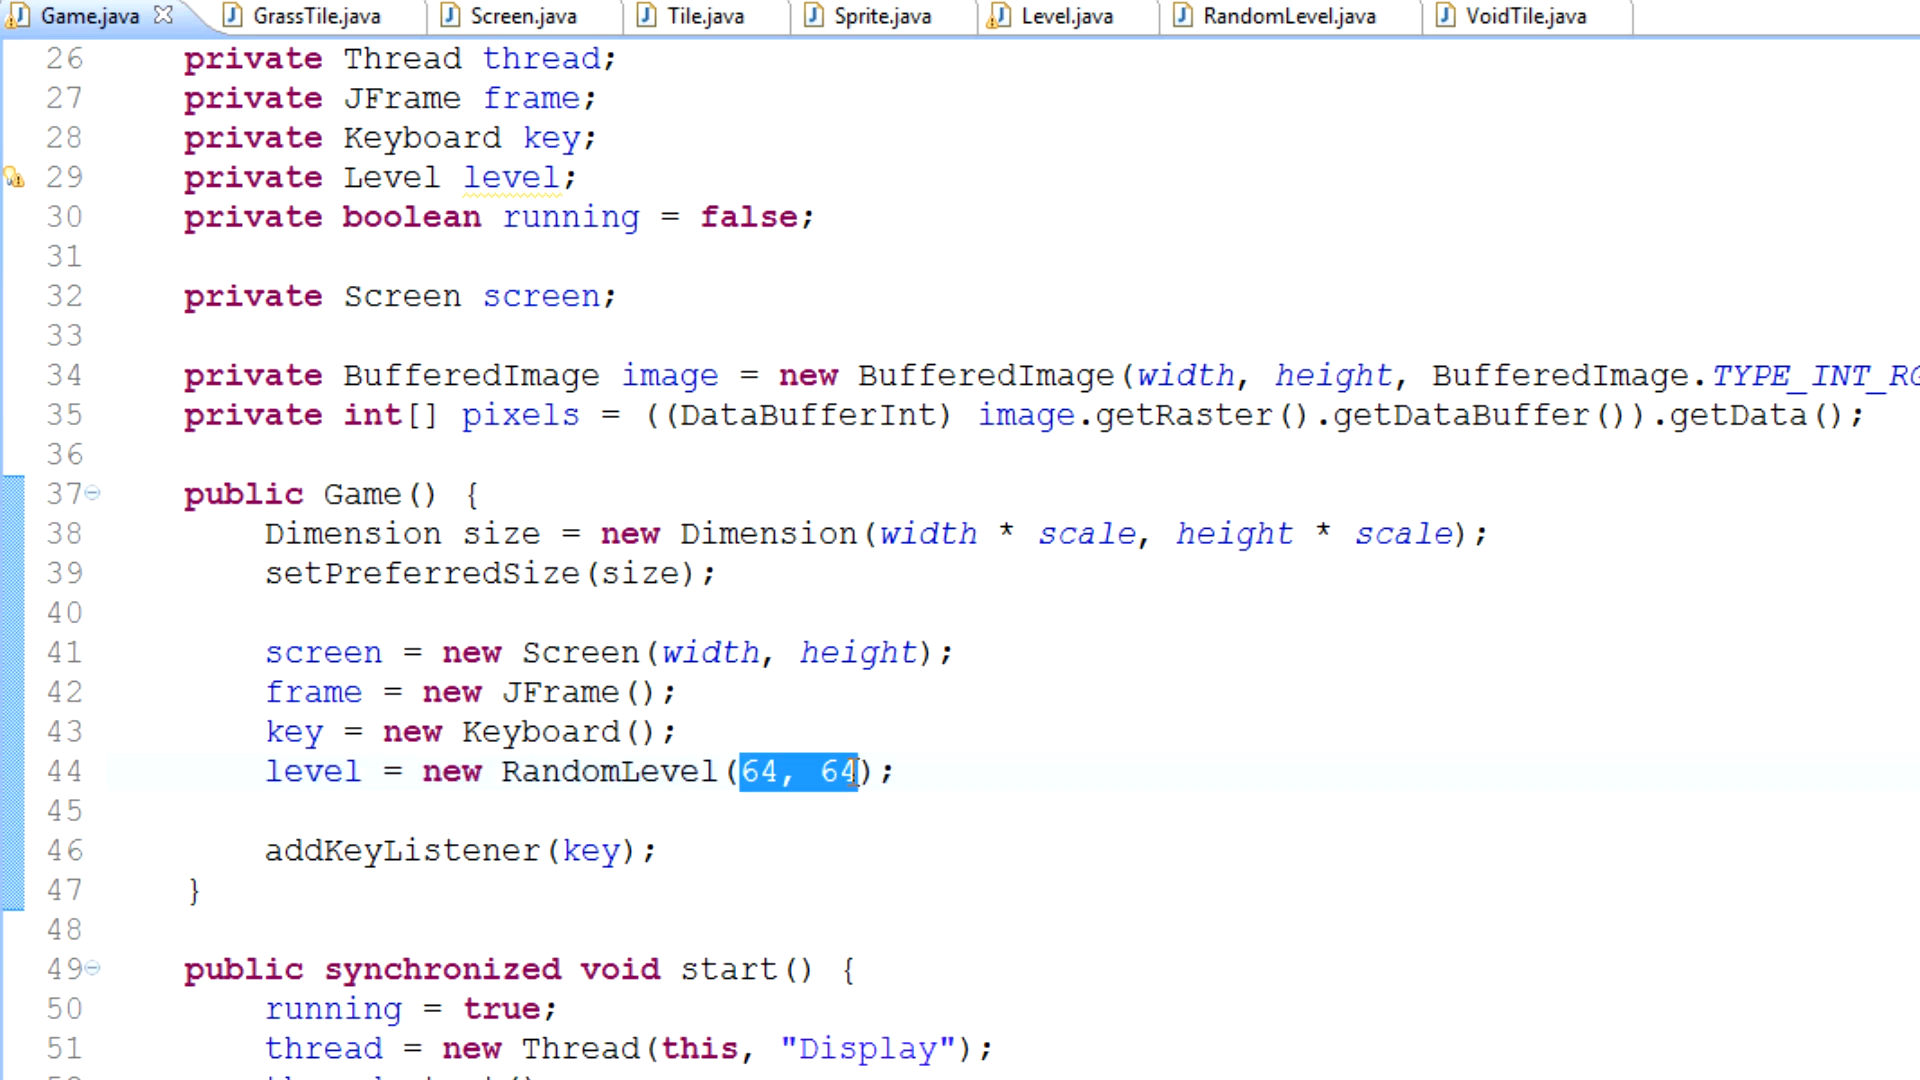 Game.java GrassTile.java Screen.java Tile.java Sprite.java Level.java RandomLevel.java VoidTile.java
26 private Thread thread;
27 private JFrame frame;
28 private Keyboard key;
29 private Level level;
30 private boolean running = false;
31
32 private Screen screen;
33
34 private BufferedImage image = new BufferedImage(width, height, BufferedImage.TYPE_INT_RG
35 private int[] pixels = ((DataBufferInt) image.getRaster().getDataBuffer()).getData();
36
37 public Game() {
38 Dimension size = new Dimension(width * scale, height * scale);
39 setPreferredSize(size);
40
41 screen = new Screen(width, height);
42 frame = new JFrame();
43 key = new Keyboard();
44 level = new RandomLevel(64, 64);
45
46 addKeyListener(key);
47 }
48
49 public synchronized void start() {
50 running = true;
51 thread = new Thread(this, "Display");